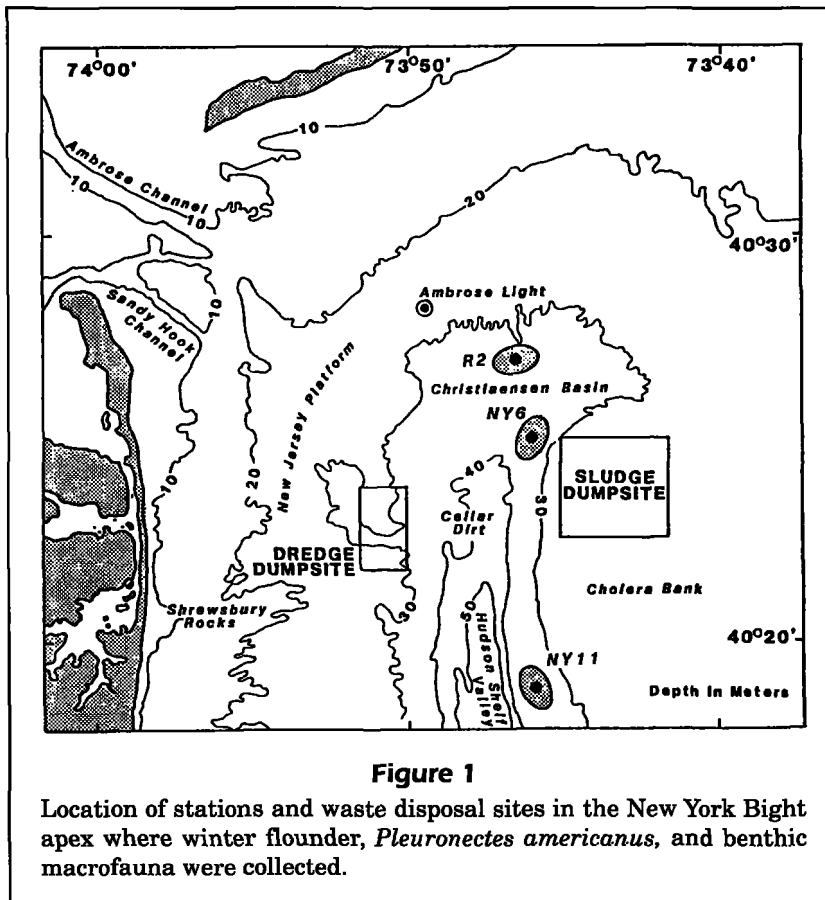 74°00'
73°50'
73°40'
10
Ambrose Channel
10
10
20
40°30'
Ambrose Light
Sandy Hook
Channel
10
R2
Christiaensen Basin
New Jersey Platform
NY6
10
20
40
30
SLUDGE
DUMPSITE
Cellar
Dirt
DREDGE
DUMPSITE
30
Cholera Bank
Shrewsbury
Rocks
50
Hudson Shelf
Valley
40°20'
NY11
Depth in Meters
Figure 1
Location of stations and waste disposal sites in the New York Bight
apex where winter flounder, Pleuronectes americanus, and benthic
macrofauna were collected.